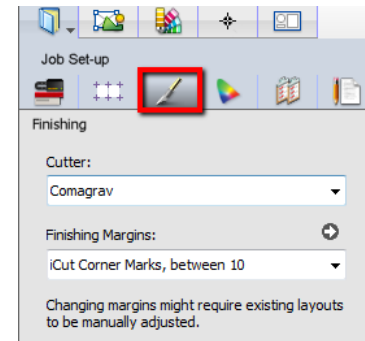 Job Set-up
Finishing
Cutter:
Comagrav
Finishing Margins:
iCut Corner Marks, between 10
Changing margins might require existing layouts
to be manually adjusted.